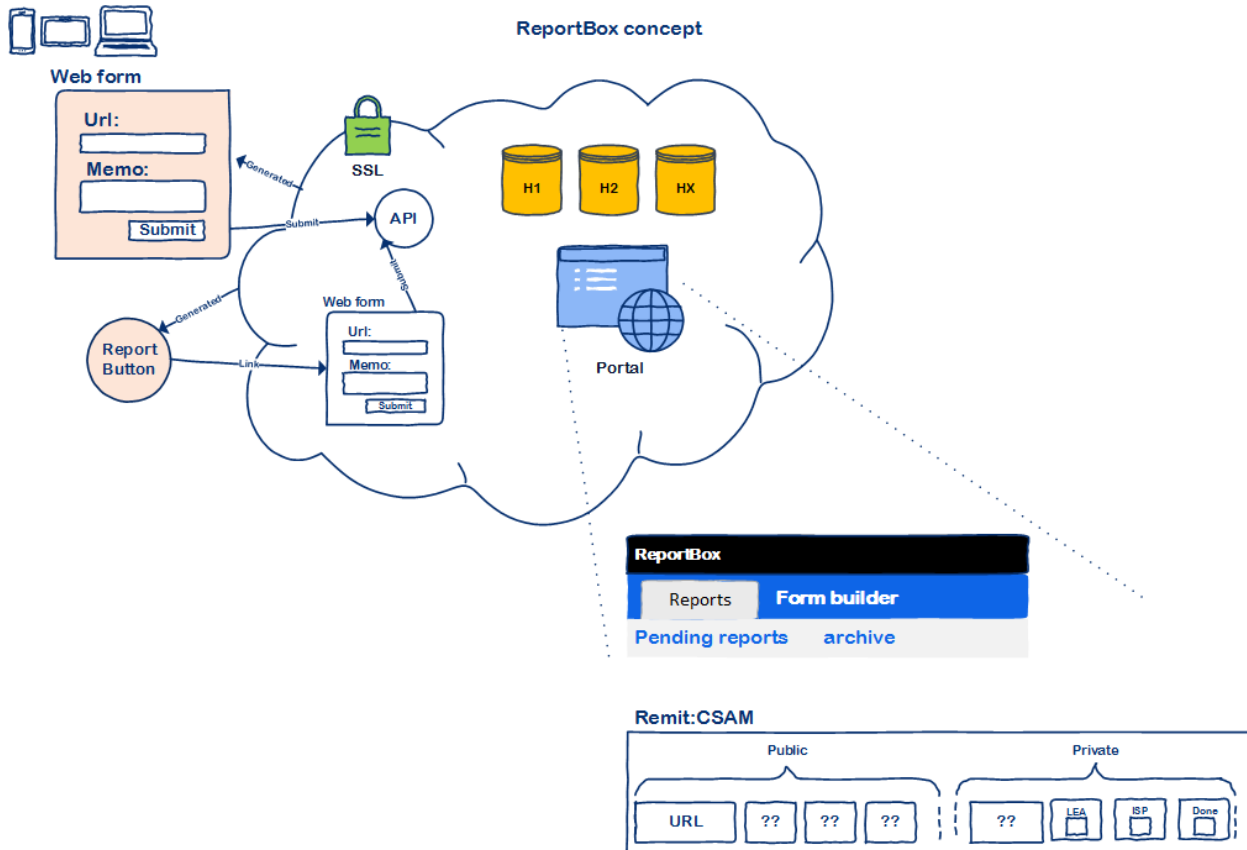 ReportBox concept
Web form
Url:
Memo:
Submit
Generated
SSL
Submit
API
Submit
H1
H2
HX
Generated
Web form
Url:
Memo:
Submit
Report
Button
Link
Portal
ReportBox
Reports
Form builder
Pending reports
archive
Remit:CSAM
Public
Private
URL
??
??
??
??
LEA
ISP
Done